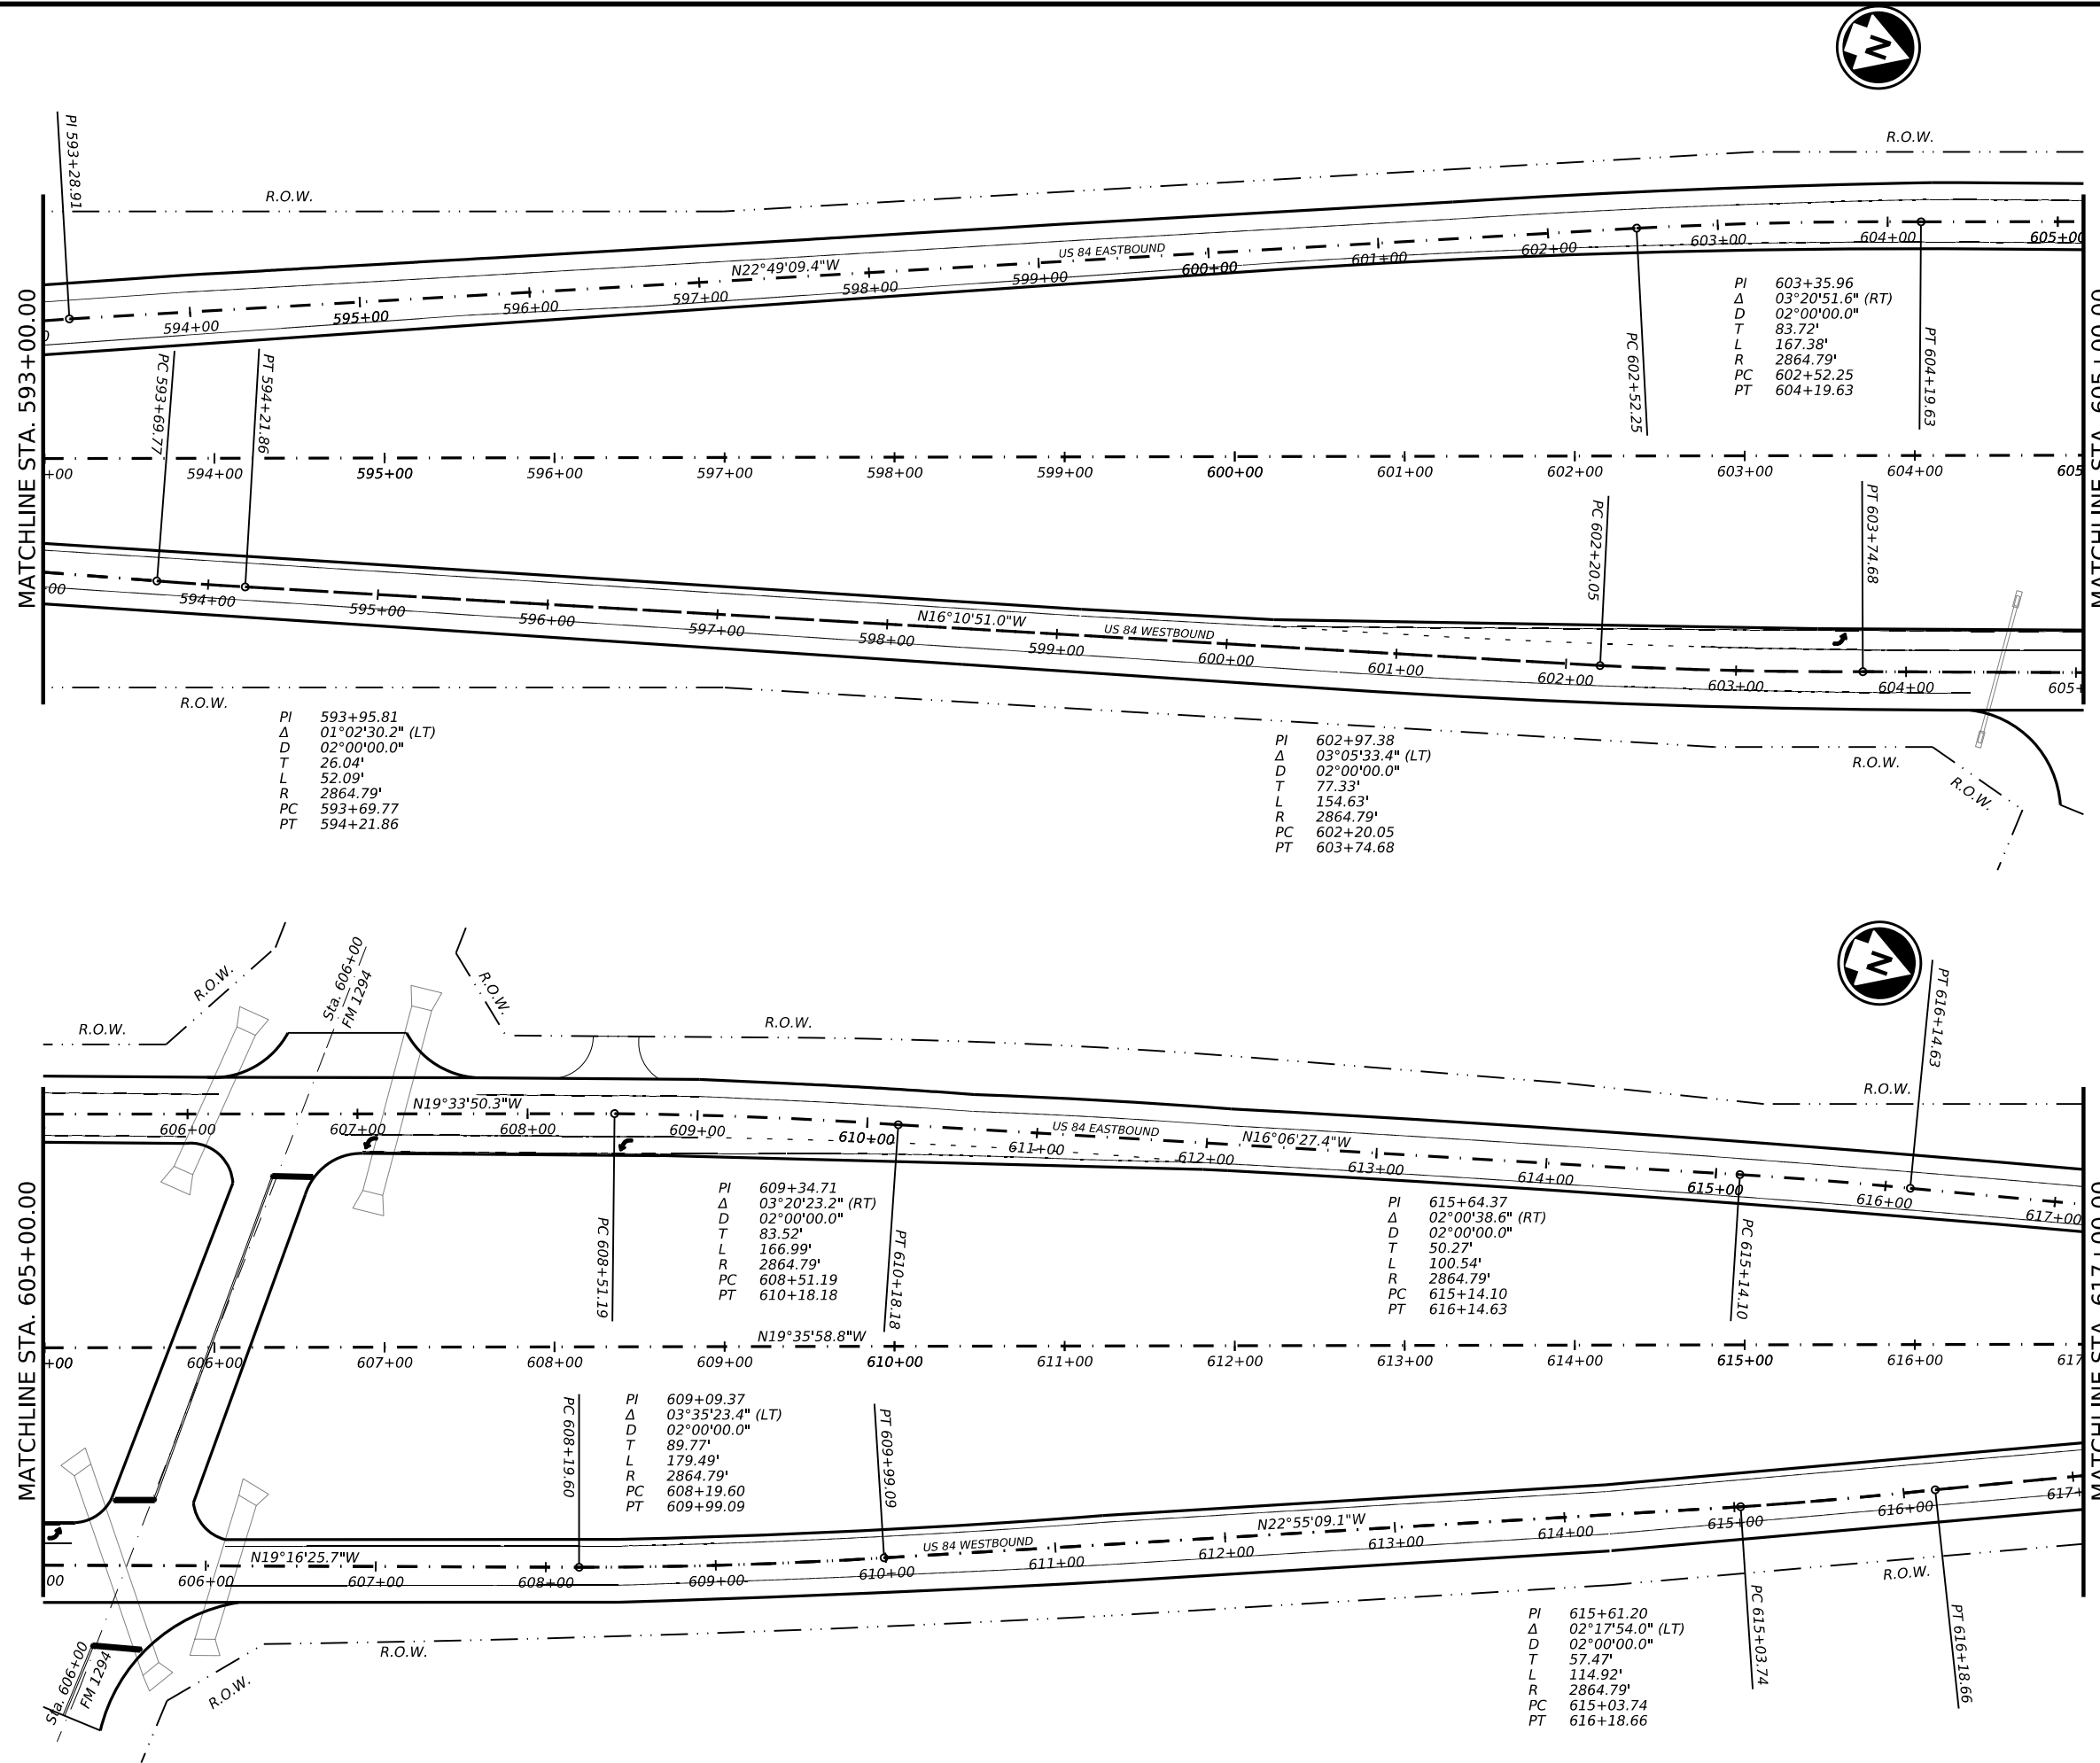 N
PI 593+28.91
R.O.W.
R.O.W.
MATCHLINE STA. 593+00.00
US 84 EASTBOUND
N22°49'09.4"W
594+00
595+00
596+00
597+00
598+00
599+00
600+00
601+00
602+00
603+00
604+00
605+00
PC 593+69.77
PT 594+21.86
PC 602+52.25
PT 604+19.63
PI 603+35.96
Δ 03°20'51.6" (RT)
D 02°00'00.0"
T 83.72'
L 167.38'
R 2864.79'
PC 602+52.25
PT 604+19.63
MATCHLINE STA. 605+00.00
+00 594+00 595+00 596+00 597+00 598+00 599+00 600+00 601+00 602+00 603+00 604+00 605
PC 602+20.05
PT 603+74.68
00
594+00
595+00
596+00
597+00
598+00
N16°10'51.0"W
US 84 WESTBOUND
599+00
600+00
601+00
602+00
603+00
604+00
605+
R.O.W.
R.O.W.
R.O.W.
PI 593+95.81
Δ 01°02'30.2" (LT)
D 02°00'00.0"
T 26.04'
L 52.09'
R 2864.79'
PC 593+69.77
PT 594+21.86
PI 602+97.38
Δ 03°05'33.4" (LT)
D 02°00'00.0"
T 77.33'
L 154.63'
R 2864.79'
PC 602+20.05
PT 603+74.68
N
R.O.W.
R.O.W.
Sta. 606+00
FM 1294
R.O.W.
R.O.W.
PT 616+14.63
R.O.W.
MATCHLINE STA. 605+00.00
N19°33'50.3"W
606+00
607+00
608+00
609+00
610+00
US 84 EASTBOUND
611+00
N16°06'27.4"W
612+00
613+00
614+00
615+00
616+00
617+00
PC 608+51.19
PI 609+34.71
Δ 03°20'23.2" (RT)
D 02°00'00.0"
T 83.52'
L 166.99'
R 2864.79'
PC 608+51.19
PT 610+18.18
PT 610+18.18
PI 615+64.37
Δ 02°00'38.6" (RT)
D 02°00'00.0"
T 50.27'
L 100.54'
R 2864.79'
PC 615+14.10
PT 616+14.63
PC 615+14.10
MATCHLINE STA. 617+00.00
N19°35'58.8"W
+00 606+00 607+00 608+00 609+00 610+00 611+00 612+00 613+00 614+00 615+00 616+00 617
PC 608+19.60
PI 609+09.37
Δ 03°35'23.4" (LT)
D 02°00'00.0"
T 89.77'
L 179.49'
R 2864.79'
PC 608+19.60
PT 609+99.09
PT 609+99.09
N19°16'25.7"W
00
606+00
607+00
608+00
609+00
610+00
US 84 WESTBOUND
611+00
612+00
N22°55'09.1"W
613+00
614+00
615+00
616+00
617+
R.O.W.
R.O.W.
R.O.W.
Sta. 606+00
FM 1294
PI 615+61.20
Δ 02°17'54.0" (LT)
D 02°00'00.0"
T 57.47'
L 114.92'
R 2864.79'
PC 615+03.74
PT 616+18.66
PC 615+03.74
PT 616+18.66